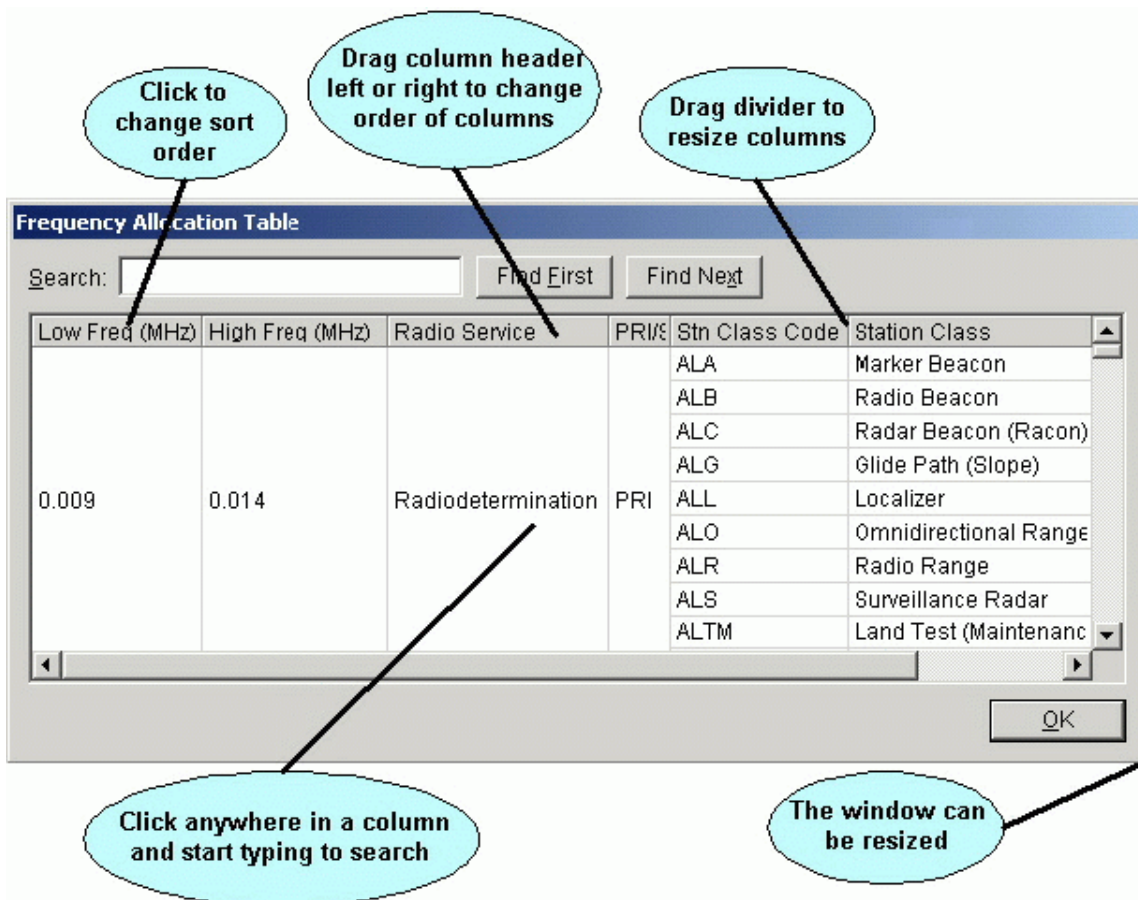 Click to
change sort
order
Drag column header
left or right to change
order of columns
Drag divider to
resize columns
Frequency Allocation Table
Search:
Find First
Find Next
Low Freq (MHz) High Freq (MHz) Radio Service PRI/S Stn Class Code Station Class
ALA Marker Beacon
ALB Radio Beacon
ALC Radar Beacon (Racon)
ALG Glide Path (Slope)
0.009 0.014 Radiodetermination PRI ALL Localizer
ALO Omnidirectional Range
ALR Radio Range
ALS Surveillance Radar
ALTM Land Test (Maintenanc
OK
Click anywhere in a column
and start typing to search
The window can
be resized